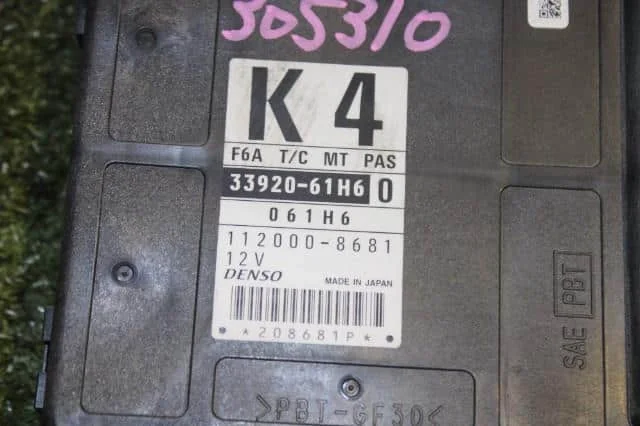 305310
K4
F6A T/C MT PAS
33920-61H6 0
061H6
112000-8681
12V
DENSO MADE IN JAPAN
*208681P*
SAE PBT
>PBT-GF30<